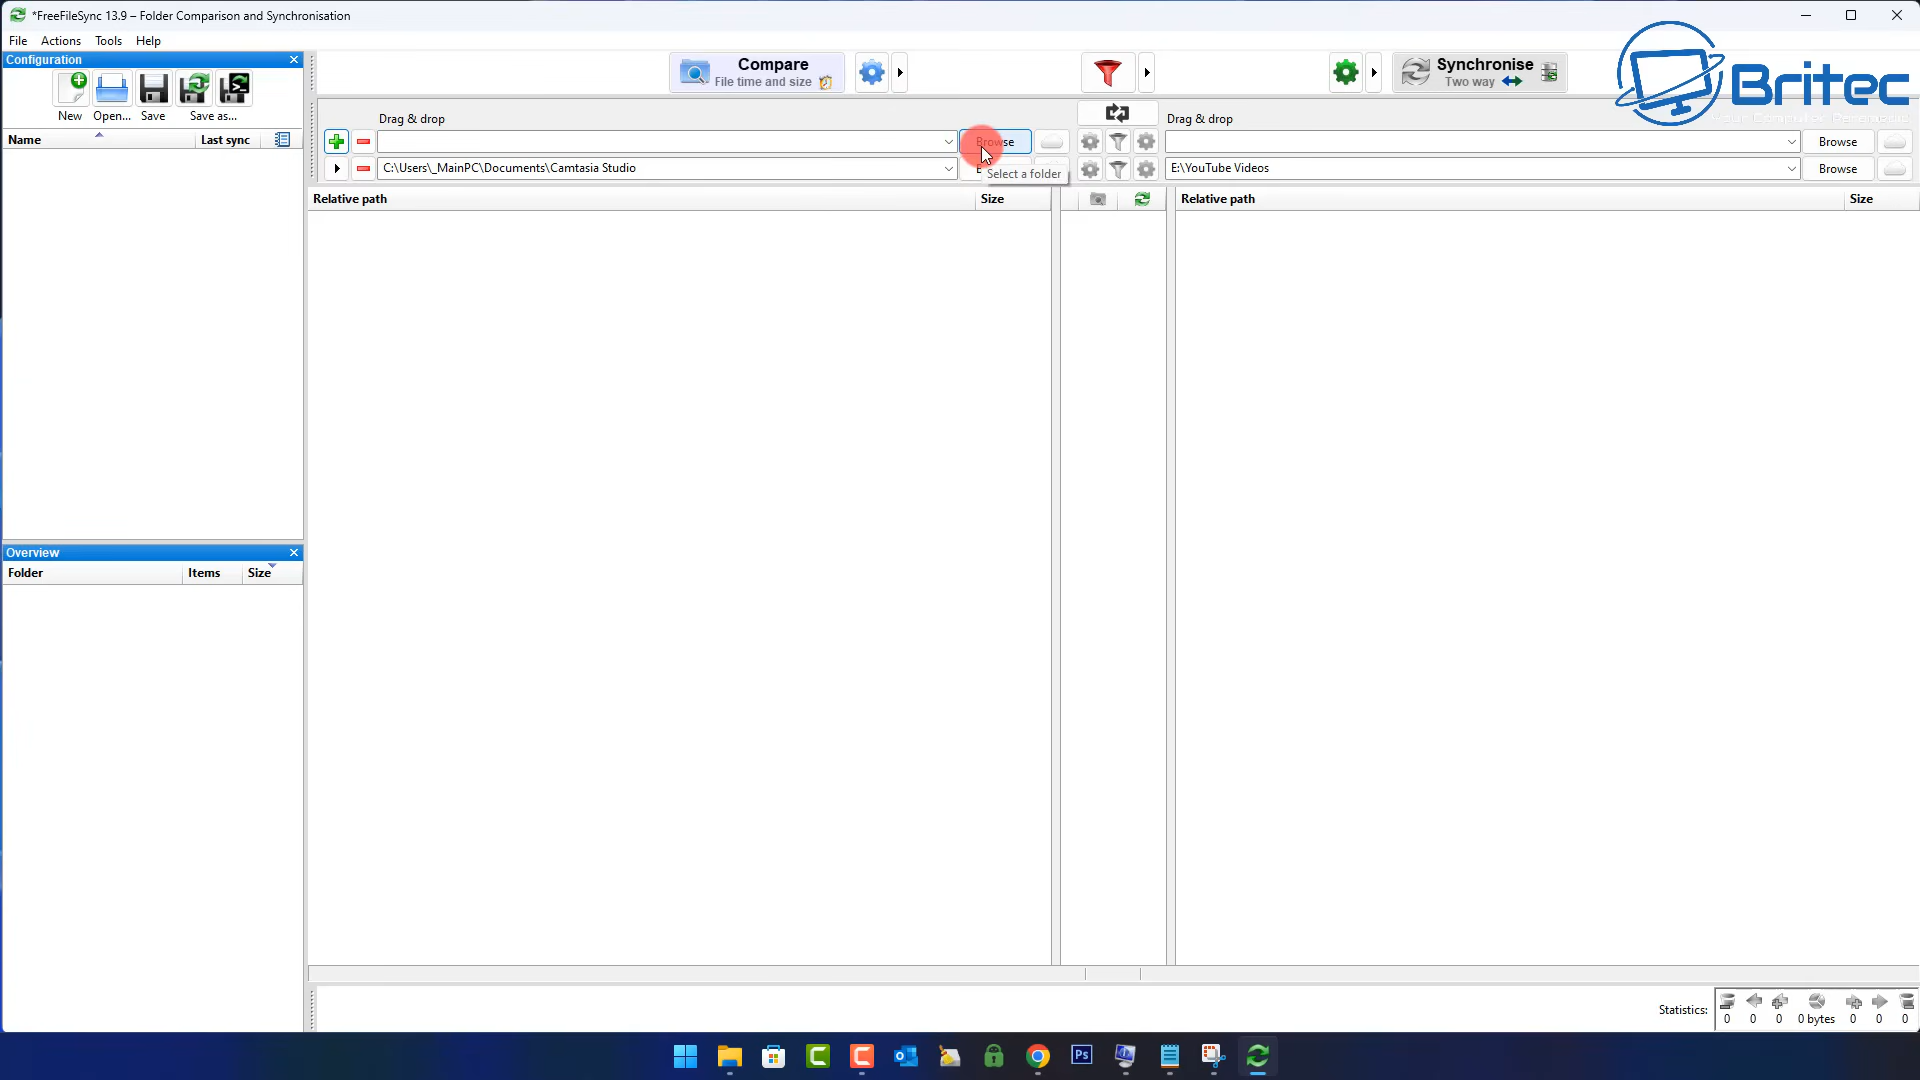 *FreeFileSync 13.9 – Folder Comparison and Synchronisation
File Actions Tools Help
Configuration
New Open... Save Save as...
Name Last sync
Compare
File time and size
Synchronise
Two way
Britec
Drag & drop
Drag & drop
Browse
Browse
C:\Users\_MainPC\Documents\Camtasia Studio
Select a folder
E:\YouTube Videos
Browse
Relative path Size
Relative path Size
Overview
Folder Items Size
Statistics:
0 0 0 0 bytes 0 0 0
Ps